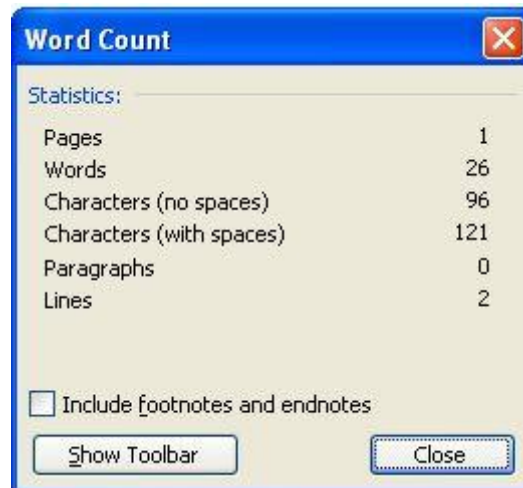 Word Count
Statistics:
Pages 1
Words 26
Characters (no spaces) 96
Characters (with spaces) 121
Paragraphs 0
Lines 2
Include footnotes and endnotes
Show Toolbar Close